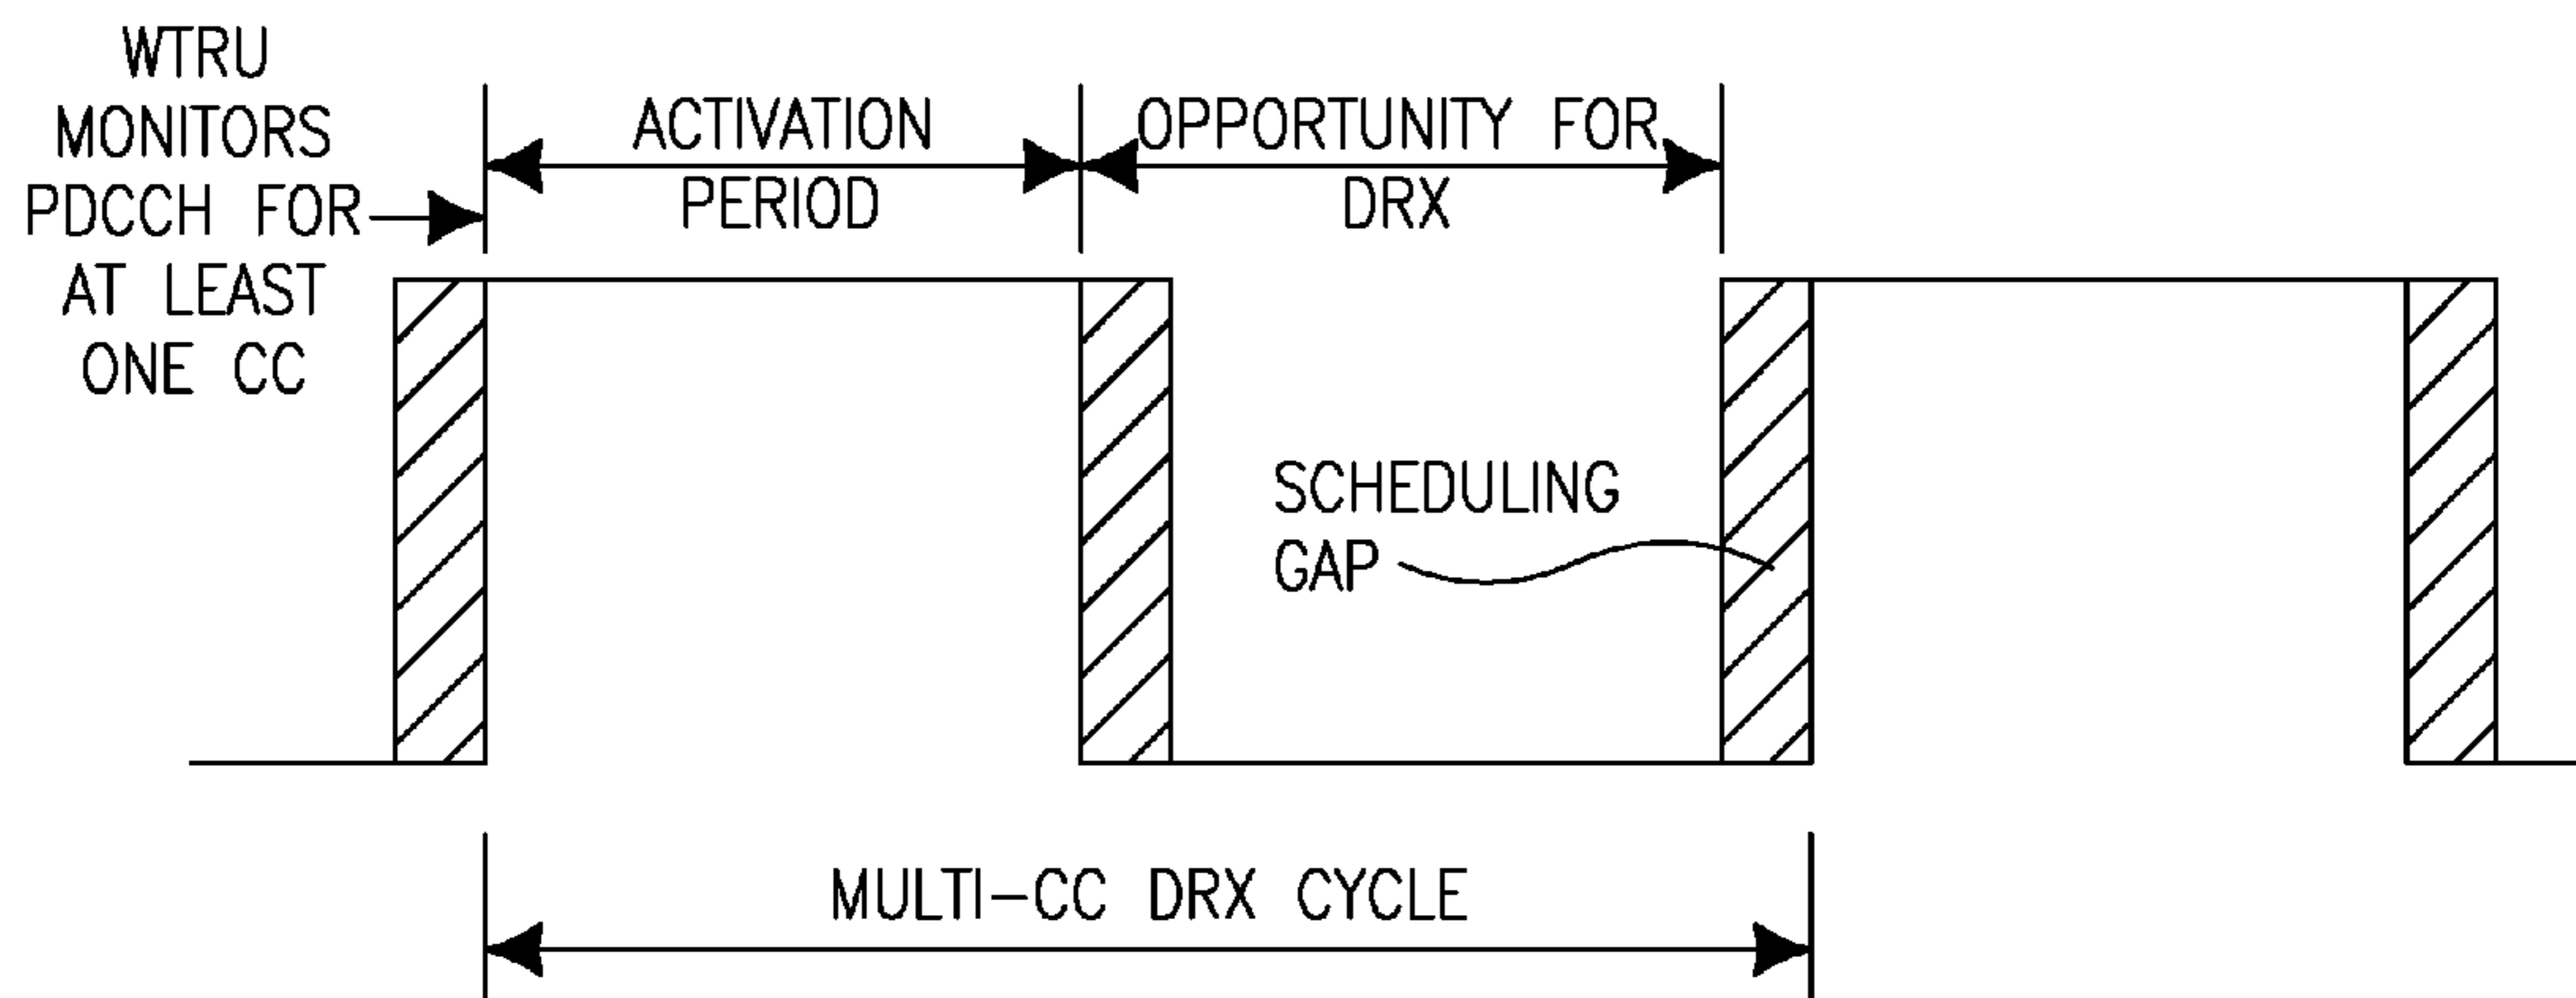 WTRU
MONITORS
PDCCH FOR
AT LEAST
ONE CC
ACTIVATION
PERIOD
OPPORTUNITY FOR
DRX
SCHEDULING
GAP
MULTI-CC DRX CYCLE